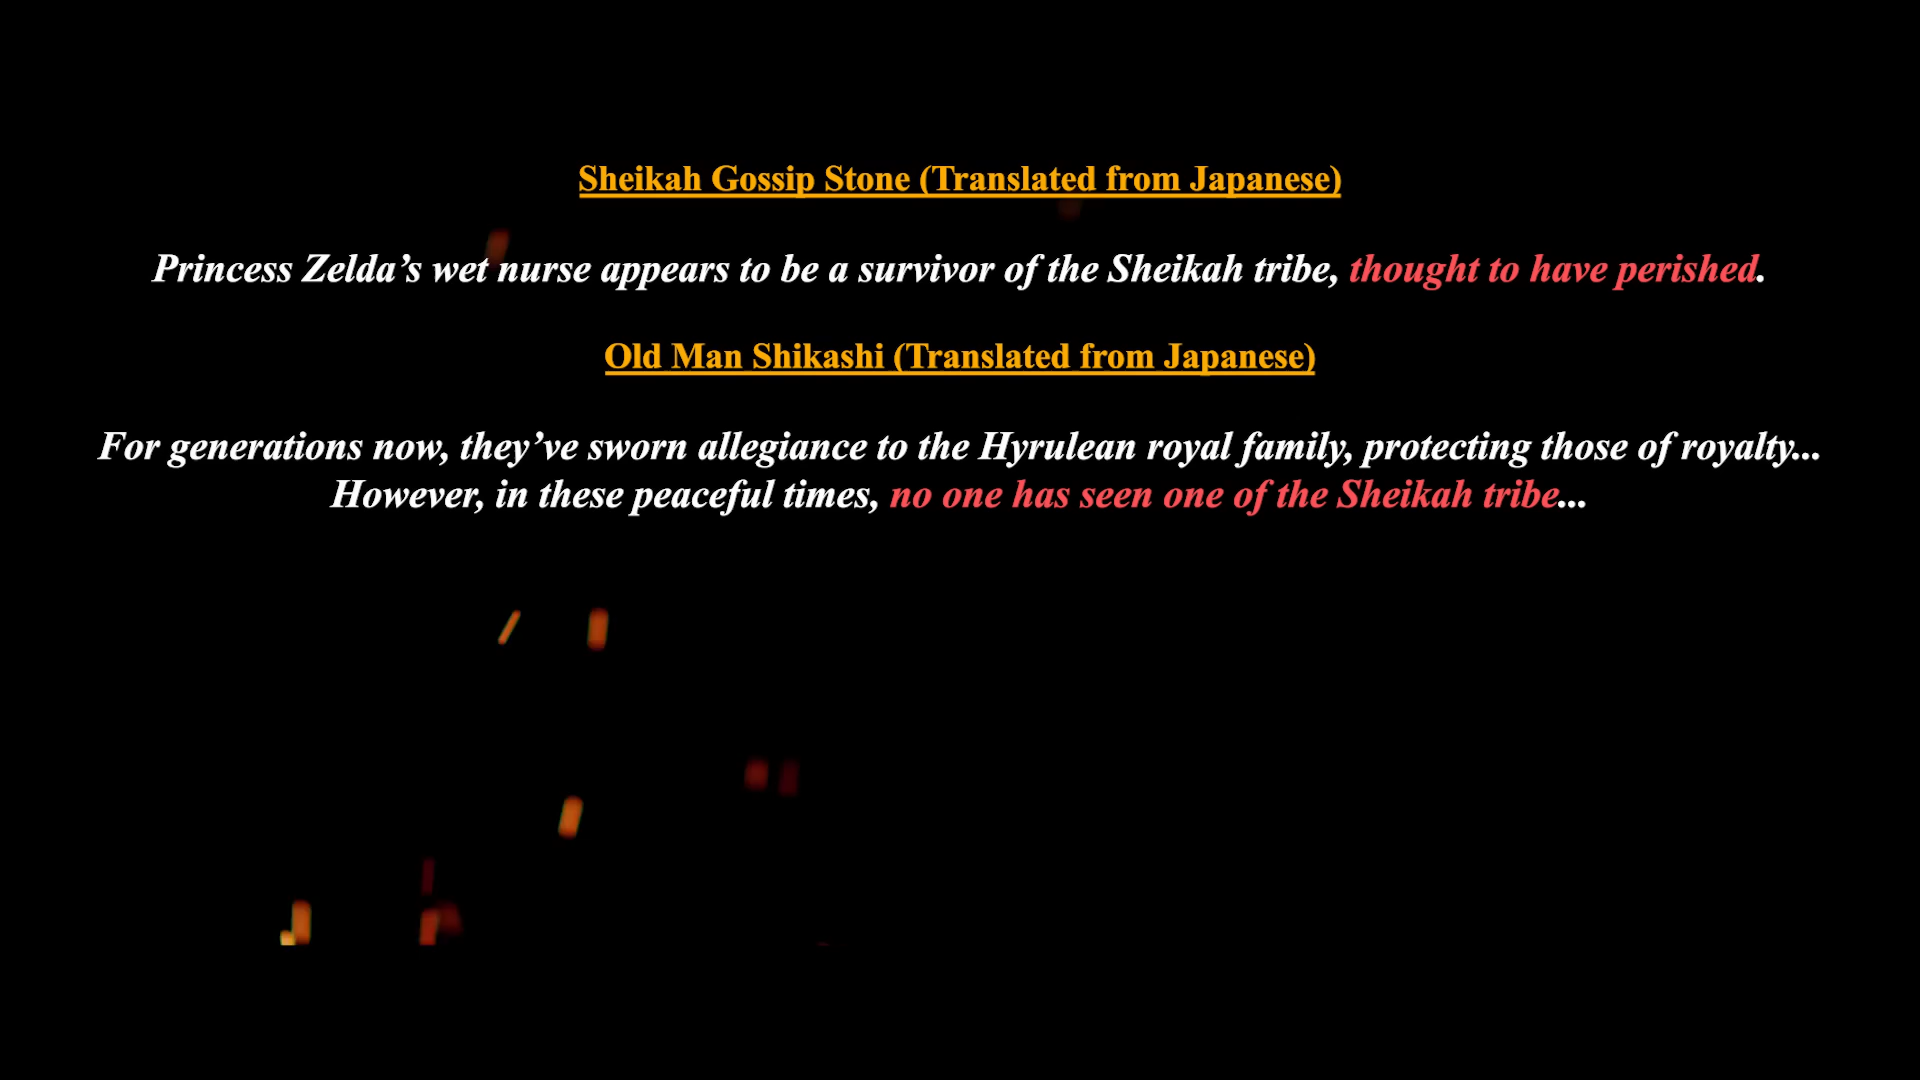 Sheikah Gossip Stone (Translated from Japanese)
Princess Zelda’s wet nurse appears to be a survivor of the Sheikah tribe, thought to have perished.
Old Man Shikashi (Translated from Japanese)
For generations now, they’ve sworn allegiance to the Hyrulean royal family, protecting those of royalty...
However, in these peaceful times, no one has seen one of the Sheikah tribe...